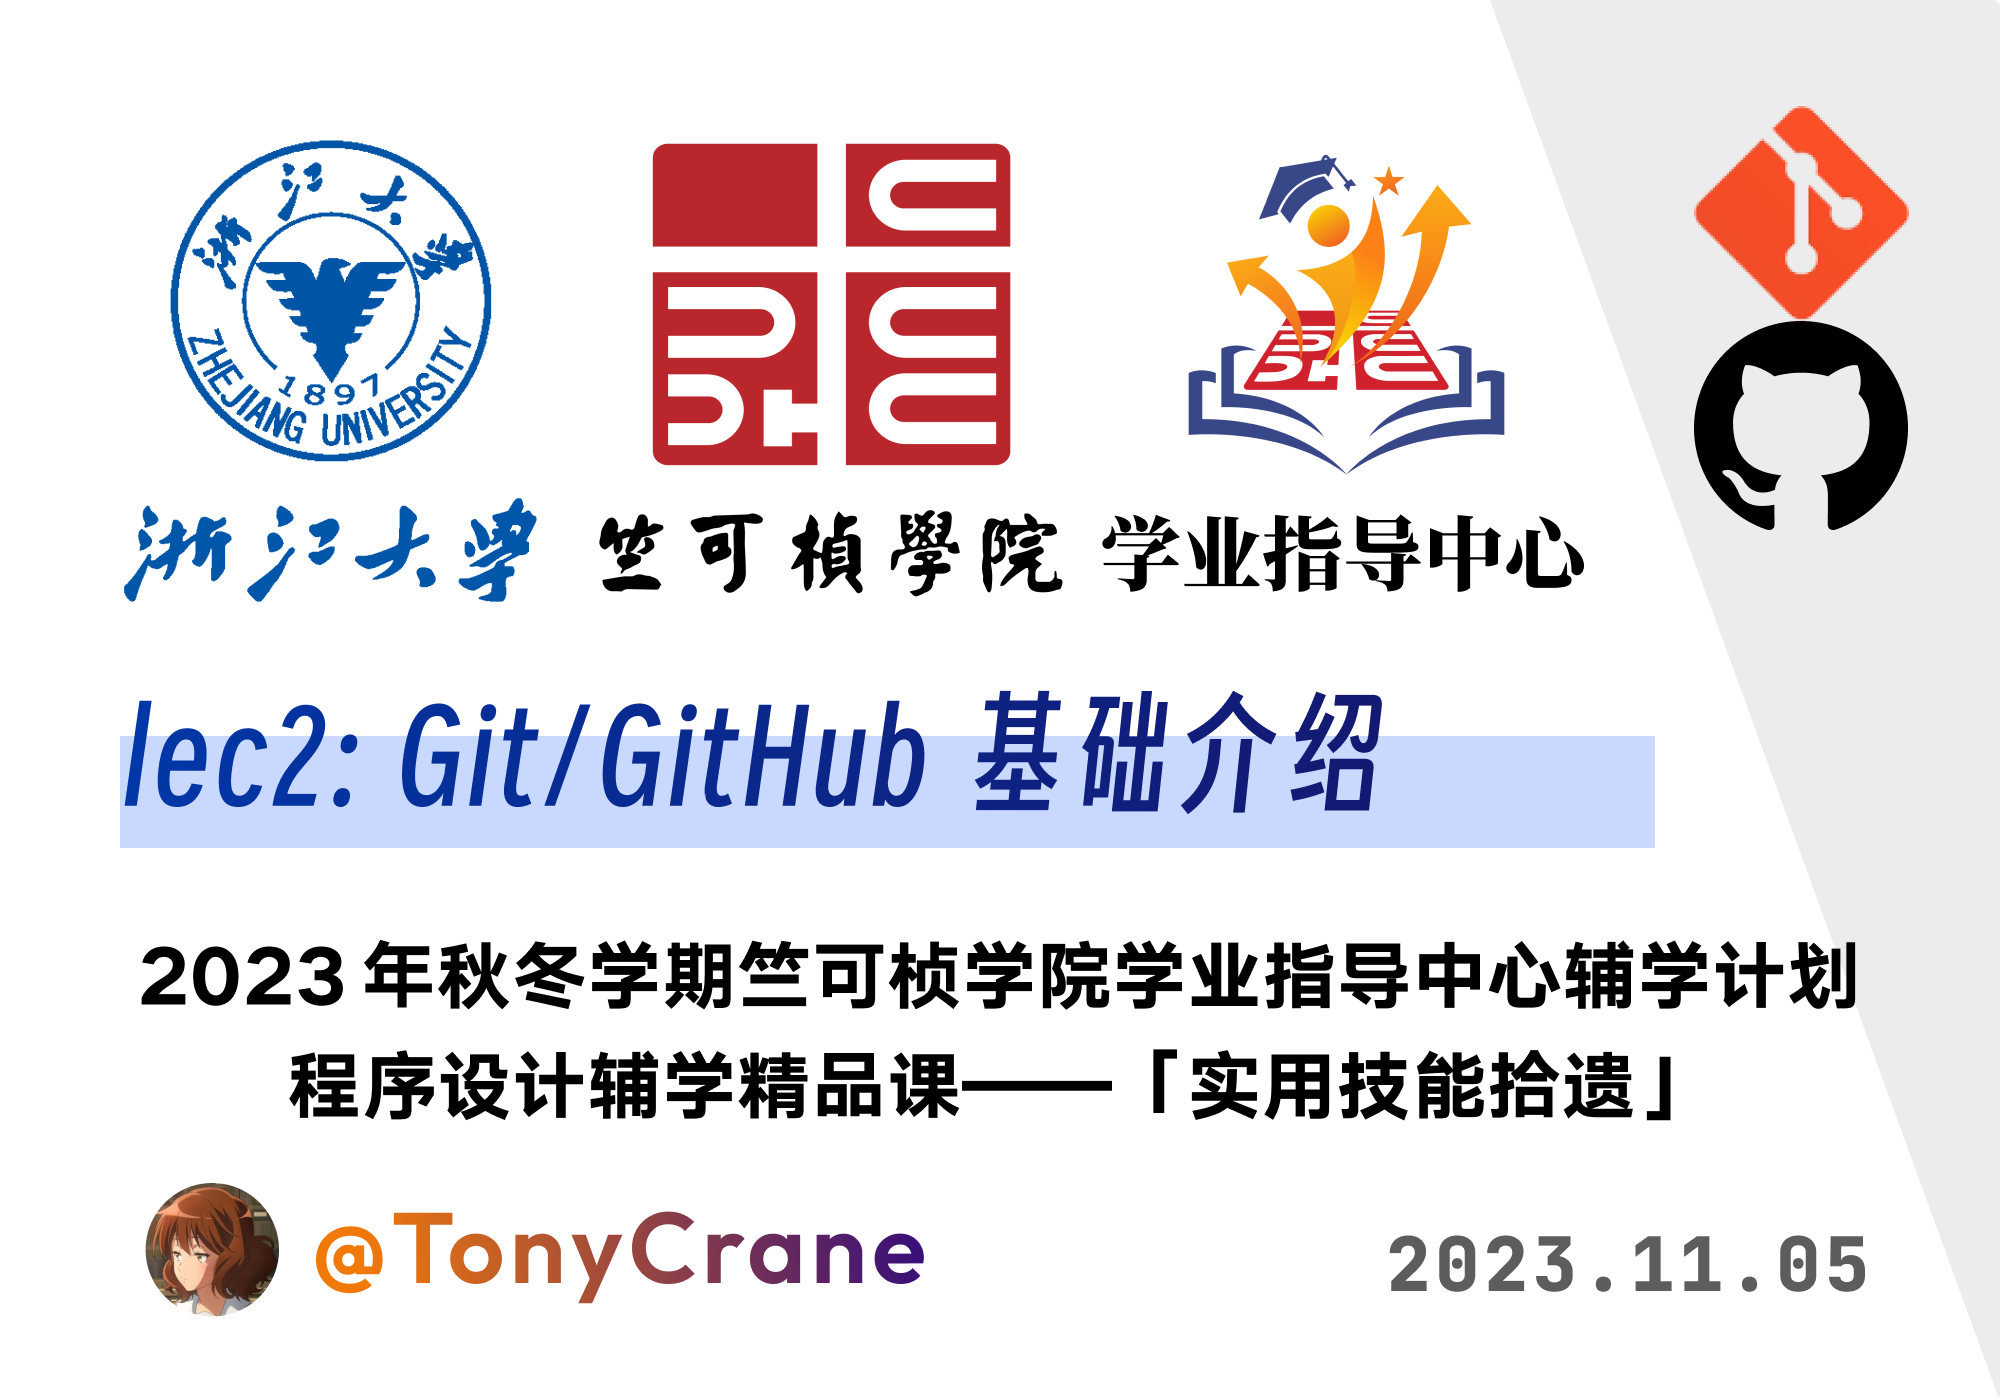 浙江大學
ZHEJIANG UNIVERSITY
1897
浙江大學
竺可桢學院
学业指导中心
lec2: Git/GitHub 基础介绍
2023 年秋冬学期竺可桢学院学业指导中心辅学计划
程序设计辅学精品课——「实用技能拾遗」
@TonyCrane
2023.11.05